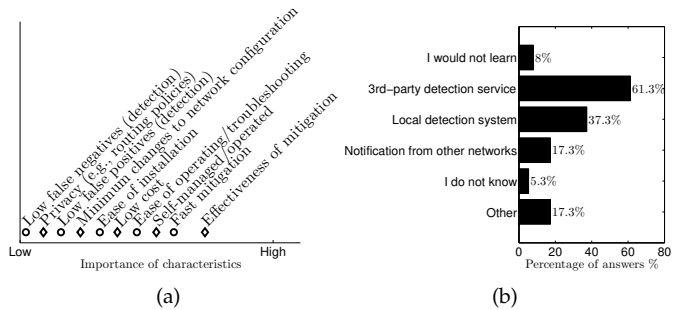 Low false negatives (detection)
Privacy (e.g., routing policies)
Low false positives (detection)
Minimum changes to network configuration
Ease of installation
Low cost
Ease of operating/troubleshooting
Self-managed/operated
Fast mitigation
Effectiveness of mitigation
Low
High
Importance of characteristics
(a)
I would not learn
8%
3rd-party detection service
61.3%
Local detection system
37.3%
Notification from other networks
17.3%
I do not know
5.3%
Other
17.3%
0 20 40 60 80
Percentage of answers %
(b)